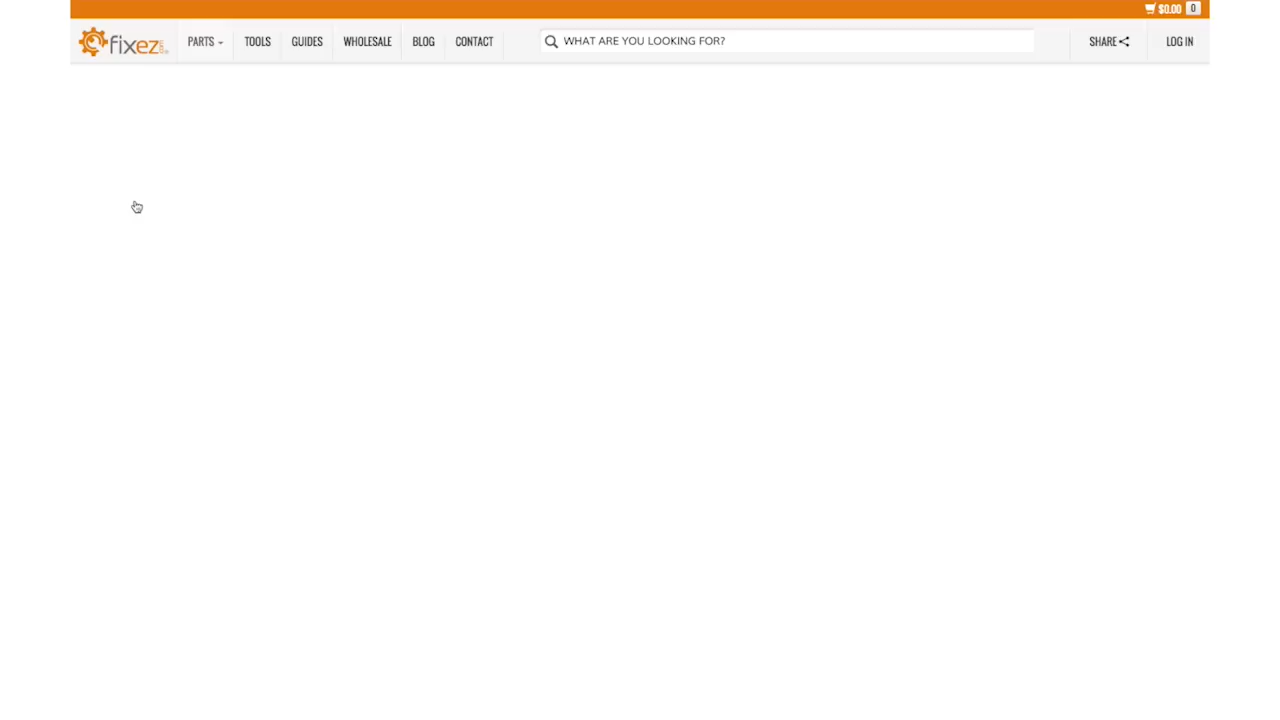 $0.00 0
fixez
PARTS TOOLS GUIDES WHOLESALE BLOG CONTACT WHAT ARE YOU LOOKING FOR? SHARE LOG IN